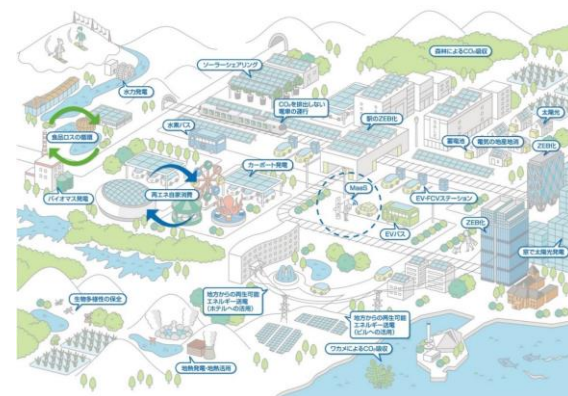 森林によるCO₂吸収
ソーラーシェアリング
水力発電
CO₂を排出しない
電車の運行
太陽光
水素バス
駅のZEB化
食品ロスの循環
蓄電池
電気の地産地消
ZEB化
カーポート発電
MaaS
バイオマス発電
再エネ自家消費
EV・FCVステーション
ZEB化
EVバス
窓で太陽光発電
地方からの再生可能
エネルギー送電
(ホテルへの活用)
生物多様性の保全
地方からの再生可能
エネルギー送電
(ビルへの活用)
地熱発電・地熱活用
ワカメによるCO₂吸収